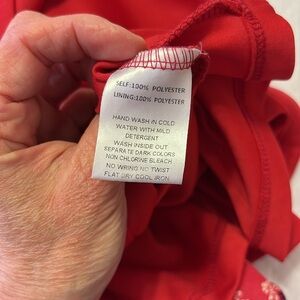 SELF:100% POLYESTER
LINING:100% POLYESTER
HAND WASH IN COLD
WATER WITH MILD
DETERGENT
WASH INSIDE OUT
SEPARATE DARK COLORS
NON CHLORINE BLEACH
NO WRING NO TWIST
FLAT DRY COOL IRON